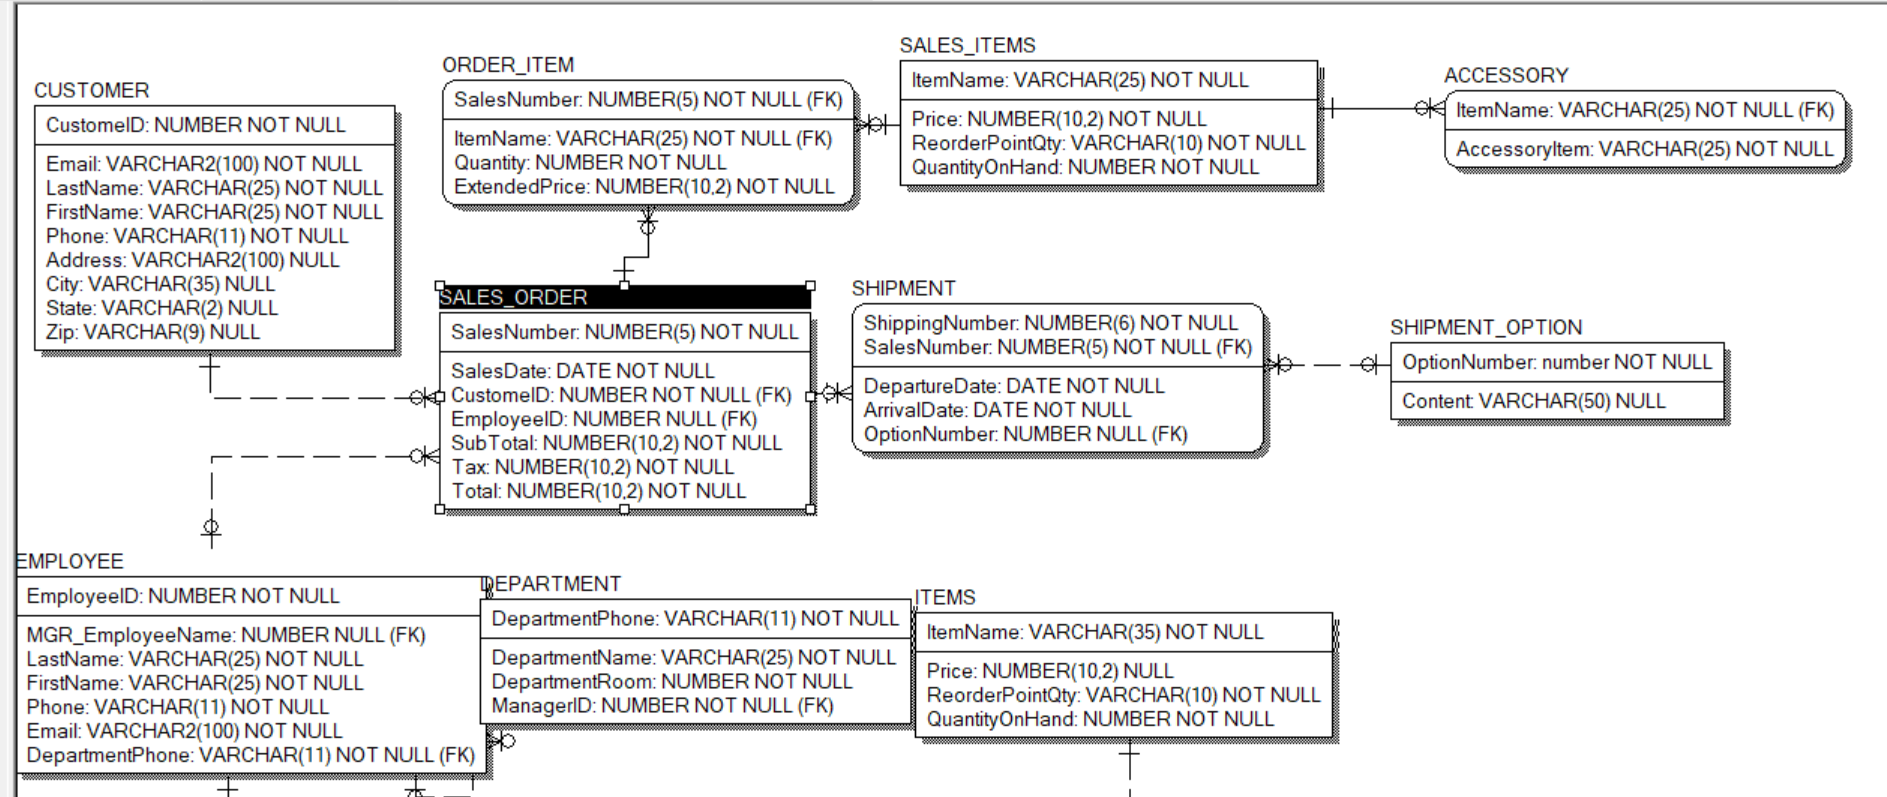 CUSTOMER
CustomeID: NUMBER NOT NULL
Email: VARCHAR2(100) NOT NULL
LastName: VARCHAR(25) NOT NULL
FirstName: VARCHAR(25) NOT NULL
Phone: VARCHAR(11) NOT NULL
Address: VARCHAR2(100) NULL
City: VARCHAR(35) NULL
State: VARCHAR(2) NULL
Zip: VARCHAR(9) NULL
ORDER_ITEM
SalesNumber: NUMBER(5) NOT NULL (FK)
ItemName: VARCHAR(25) NOT NULL (FK)
Quantity: NUMBER NOT NULL
ExtendedPrice: NUMBER(10,2) NOT NULL
SALES_ITEMS
ItemName: VARCHAR(25) NOT NULL
Price: NUMBER(10,2) NOT NULL
ReorderPointQty: VARCHAR(10) NOT NULL
QuantityOnHand: NUMBER NOT NULL
ACCESSORY
ItemName: VARCHAR(25) NOT NULL (FK)
AccessoryItem: VARCHAR(25) NOT NULL
SALES_ORDER
SalesNumber: NUMBER(5) NOT NULL
SalesDate: DATE NOT NULL
CustomeID: NUMBER NOT NULL (FK)
EmployeeID: NUMBER NULL (FK)
SubTotal: NUMBER(10,2) NOT NULL
Tax: NUMBER(10,2) NOT NULL
Total: NUMBER(10,2) NOT NULL
SHIPMENT
ShippingNumber: NUMBER(6) NOT NULL
SalesNumber: NUMBER(5) NOT NULL (FK)
DepartureDate: DATE NOT NULL
ArrivalDate: DATE NOT NULL
OptionNumber: NUMBER NULL (FK)
SHIPMENT_OPTION
OptionNumber: number NOT NULL
Content: VARCHAR(50) NULL
EMPLOYEE
EmployeeID: NUMBER NOT NULL
MGR_EmployeeName: NUMBER NULL (FK)
LastName: VARCHAR(25) NOT NULL
FirstName: VARCHAR(25) NOT NULL
Phone: VARCHAR(11) NOT NULL
Email: VARCHAR2(100) NOT NULL
DepartmentPhone: VARCHAR(11) NOT NULL (FK)
DEPARTMENT
DepartmentPhone: VARCHAR(11) NOT NULL
DepartmentName: VARCHAR(25) NOT NULL
DepartmentRoom: NUMBER NOT NULL
ManagerID: NUMBER NOT NULL (FK)
ITEMS
ItemName: VARCHAR(35) NOT NULL
Price: NUMBER(10,2) NULL
ReorderPointQty: VARCHAR(10) NOT NULL
QuantityOnHand: NUMBER NOT NULL